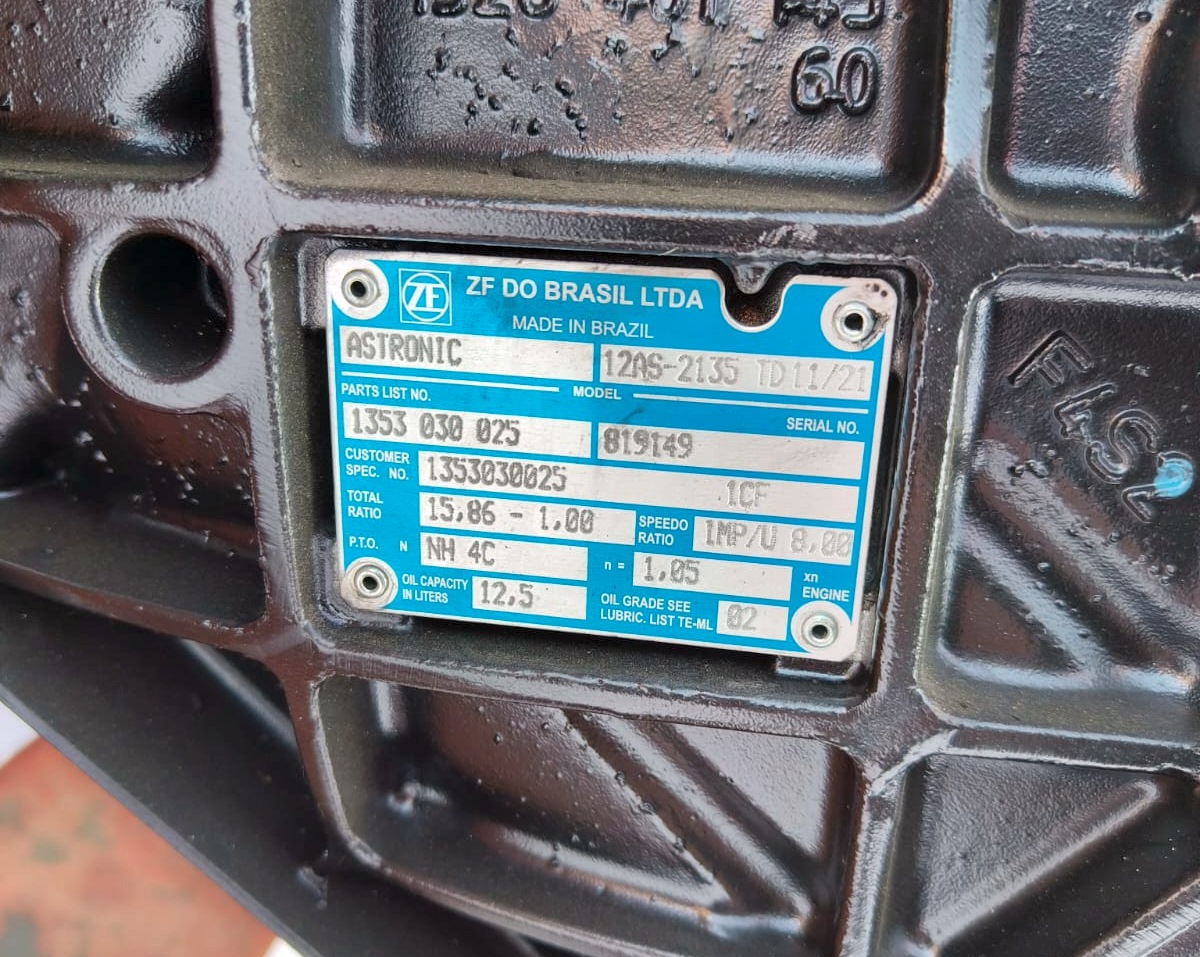 60
ZF
ZF DO BRASIL LTDA
MADE IN BRAZIL
ASTRONIC
12AS-2135 TD 11/21
PARTS LIST NO.
MODEL
SERIAL NO.
1353 030 025
819149
CUSTOMER
SPEC. NO.
1353030025
1CF
TOTAL
RATIO
15,86 - 1,00
SPEEDO
RATIO
IMP/U 8,00
P.T.O. N
NH 4C
n =
1,05
xn
ENGINE
OIL CAPACITY
IN LITERS
12,5
OIL GRADE SEE
LUBRIC. LIST TE-ML
02